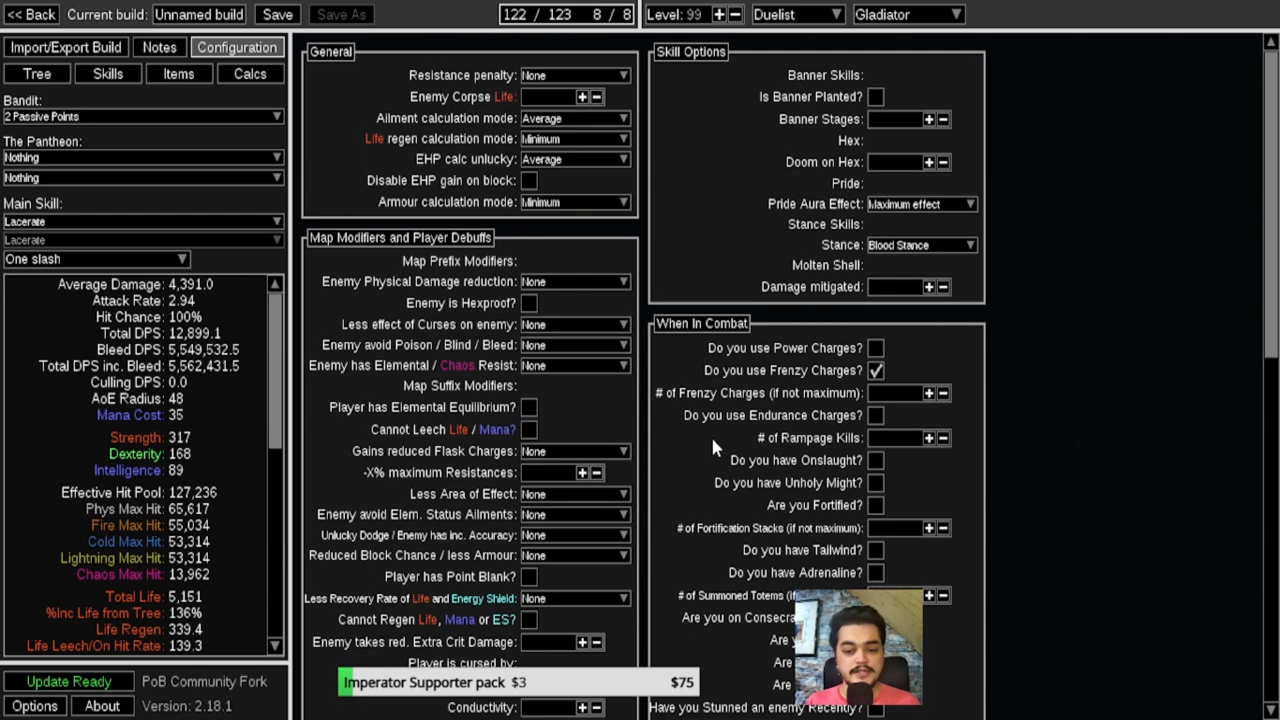 << Back Current build: Unnamed build Save Save As 122 / 123 8 / 8 Level: 99 + − Duelist Gladiator
Import/Export Build Notes Configuration
Tree Skills Items Calcs
Bandit:
2 Passive Points
The Pantheon:
Nothing
Nothing
Main Skill:
Lacerate
Lacerate
One slash
Average Damage: 4,391.0
Attack Rate: 2.94
Hit Chance: 100%
Total DPS: 12,899.1
Bleed DPS: 5,549,532.5
Total DPS inc. Bleed: 5,562,431.5
Culling DPS: 0.0
AoE Radius: 48
Mana Cost: 35
Strength: 317
Dexterity: 168
Intelligence: 89
Effective Hit Pool: 127,236
Phys Max Hit: 65,617
Fire Max Hit: 55,034
Cold Max Hit: 53,314
Lightning Max Hit: 53,314
Chaos Max Hit: 13,962
Total Life: 5,151
%Inc Life from Tree: 136%
Life Regen: 339.4
Life Leech/On Hit Rate: 139.3
Update Ready PoB Community Fork
Options About Version: 2.18.1
General
Resistance penalty: None
Enemy Corpse Life: + −
Ailment calculation mode: Average
Life regen calculation mode: Minimum
EHP calc unlucky: Average
Disable EHP gain on block:
Armour calculation mode: Minimum
Map Modifiers and Player Debuffs
Map Prefix Modifiers:
Enemy Physical Damage reduction: None
Enemy is Hexproof?
Less effect of Curses on enemy: None
Enemy avoid Poison / Blind / Bleed: None
Enemy has Elemental / Chaos Resist: None
Map Suffix Modifiers:
Player has Elemental Equilibrium?
Cannot Leech Life / Mana?
Gains reduced Flask Charges: None
-X% maximum Resistances: + −
Less Area of Effect: None
Enemy avoid Elem. Status Ailments: None
Unlucky Dodge / Enemy has inc. Accuracy: None
Reduced Block Chance / less Armour: None
Player has Point Blank?
Less Recovery Rate of Life and Energy Shield: None
Cannot Regen Life, Mana or ES?
Enemy takes red. Extra Crit Damage: + −
Player is cursed by:
Imperator Supporter pack $3 $75
Conductivity: + −
Skill Options
Banner Skills:
Is Banner Planted?
Banner Stages: + −
Hex:
Doom on Hex: + −
Pride:
Pride Aura Effect: Maximum effect
Stance Skills:
Stance: Blood Stance
Molten Shell:
Damage mitigated: + −
When In Combat
Do you use Power Charges?
Do you use Frenzy Charges?
# of Frenzy Charges (if not maximum): + −
Do you use Endurance Charges?
# of Rampage Kills: + −
Do you have Onslaught?
Do you have Unholy Might?
Are you Fortified?
# of Fortification Stacks (if not maximum): + −
Do you have Tailwind?
Do you have Adrenaline?
# of Summoned Totems (i + −
Are you on Consecra
Are y
Are
Are
Have you Stunned an enemy Recently?